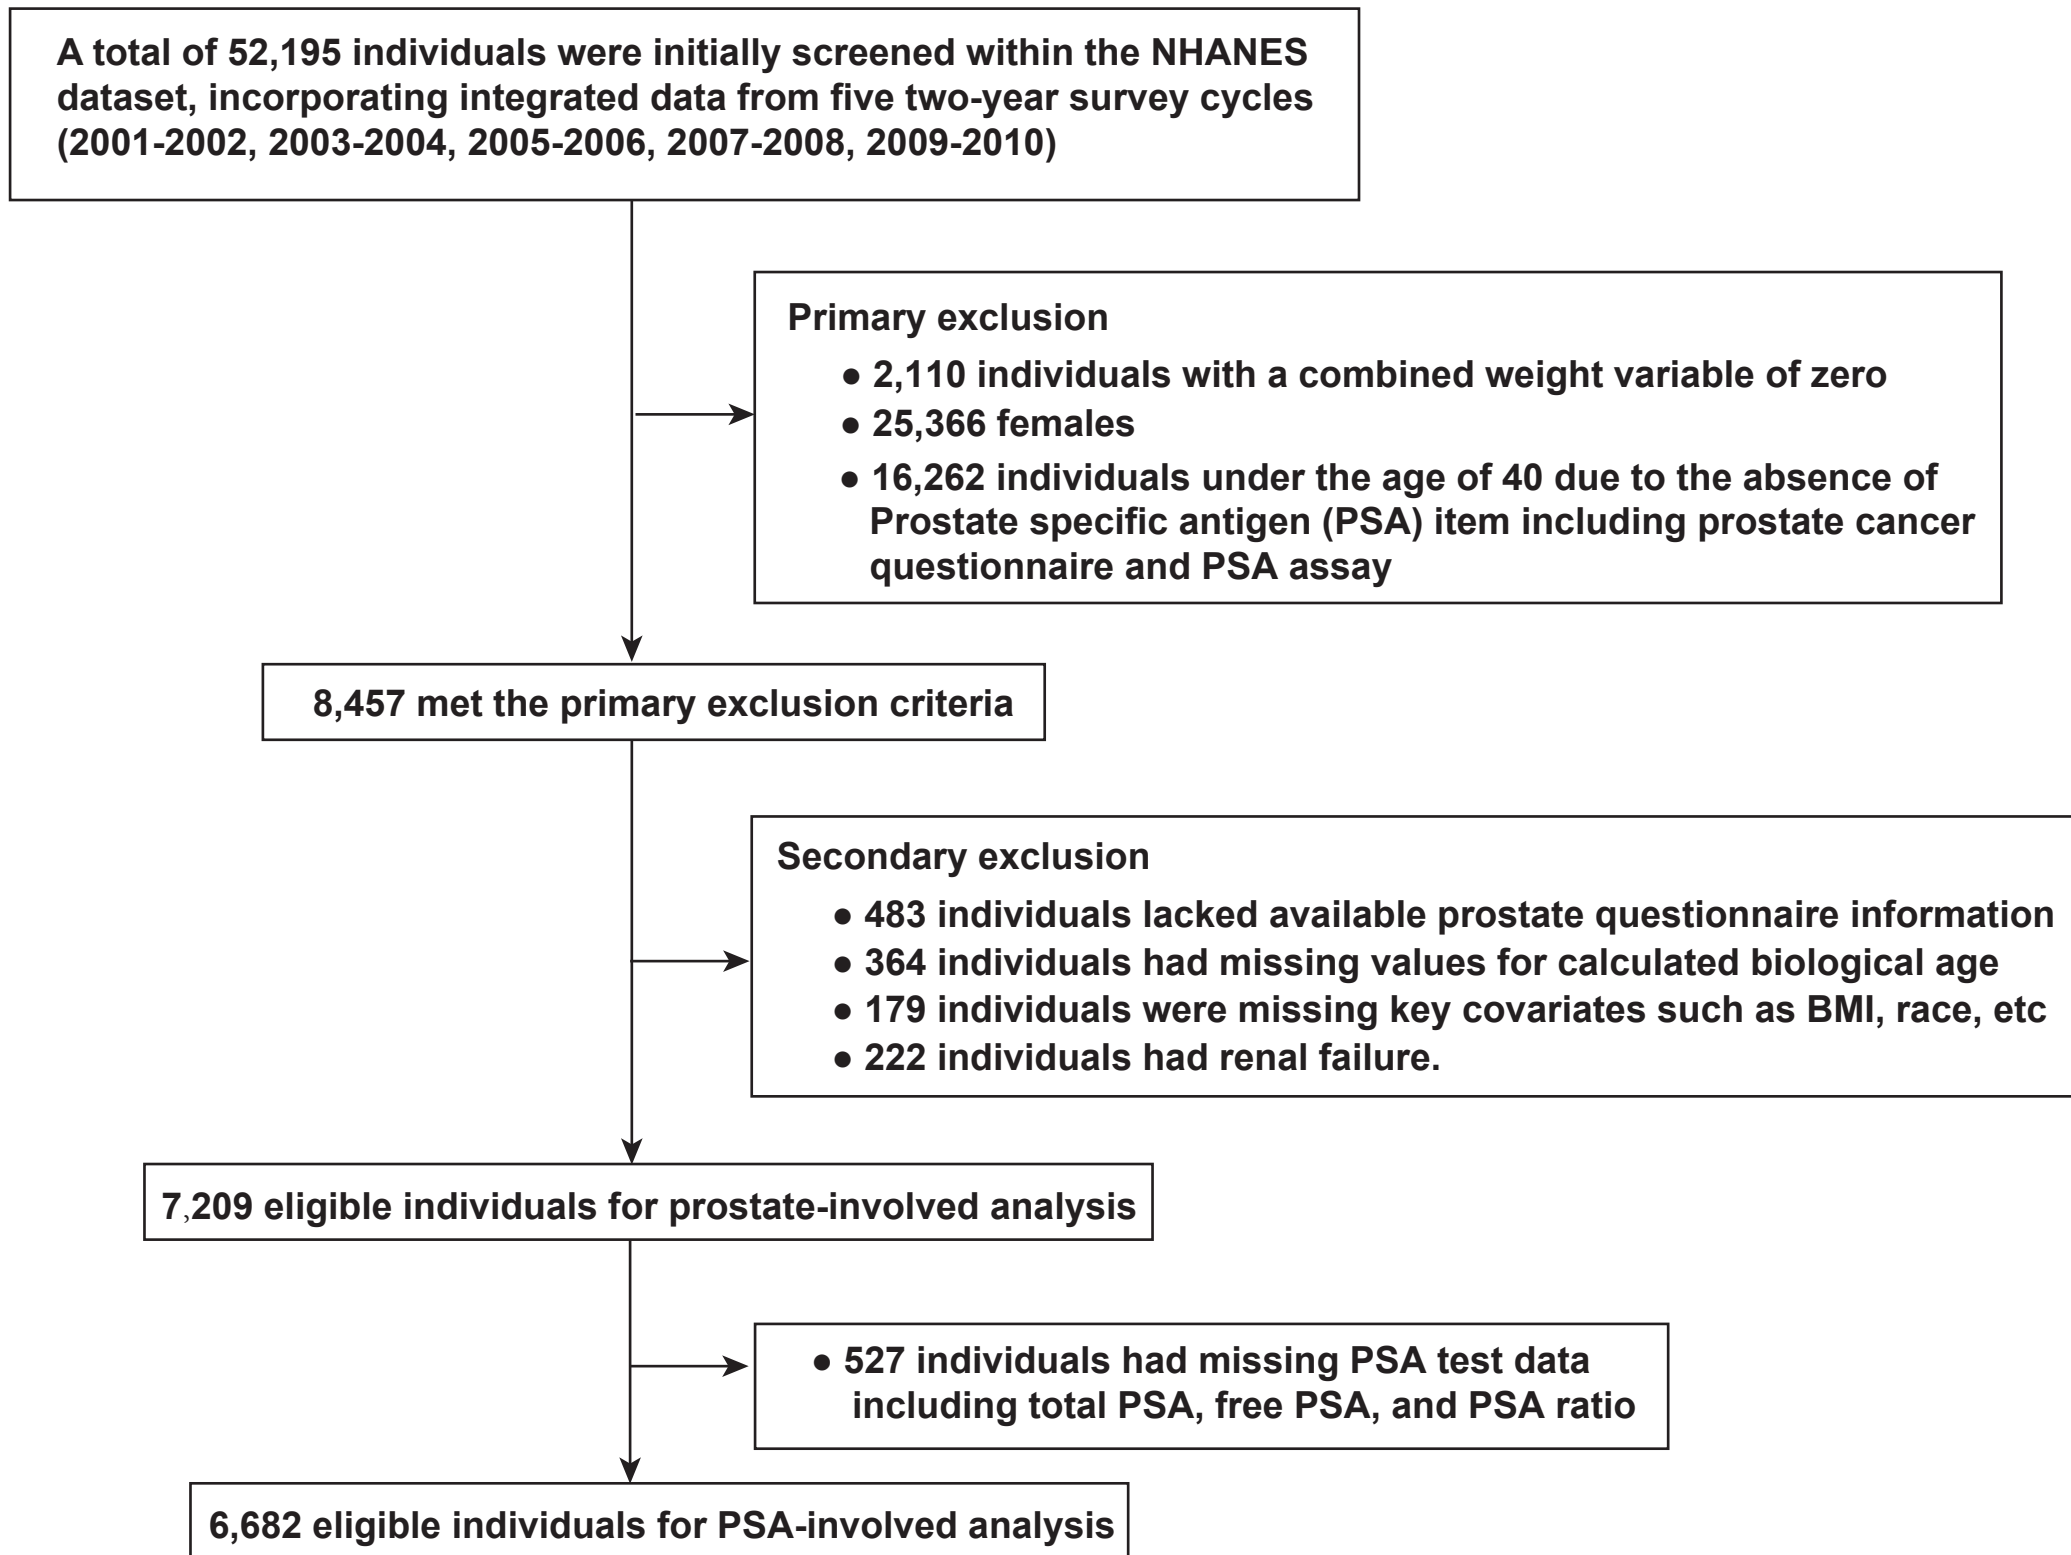 A total of 52,195 individuals were initially screened within the NHANES
dataset, incorporating integrated data from five two-year survey cycles
(2001-2002, 2003-2004, 2005-2006, 2007-2008, 2009-2010)
Primary exclusion
● 2,110 individuals with a combined weight variable of zero
● 25,366 females
● 16,262 individuals under the age of 40 due to the absence of
Prostate specific antigen (PSA) item including prostate cancer
questionnaire and PSA assay
8,457 met the primary exclusion criteria
Secondary exclusion
● 483 individuals lacked available prostate questionnaire information
● 364 individuals had missing values for calculated biological age
● 179 individuals were missing key covariates such as BMI, race, etc
● 222 individuals had renal failure.
7,209 eligible individuals for prostate-involved analysis
● 527 individuals had missing PSA test data
including total PSA, free PSA, and PSA ratio
6,682 eligible individuals for PSA-involved analysis